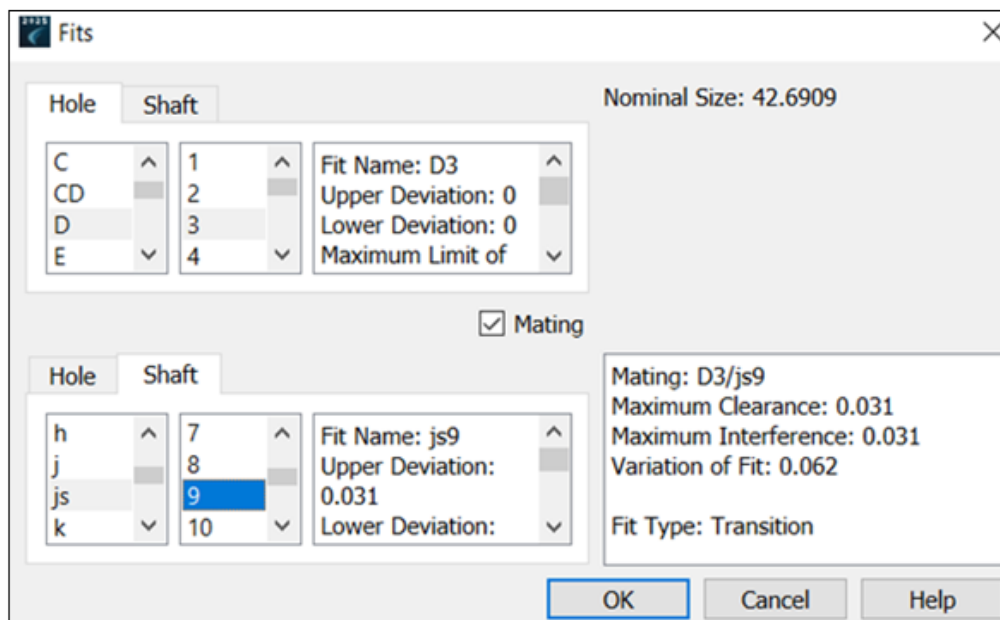 2025
Fits
Hole
Shaft
Nominal Size: 42.6909
C
CD
D
E
1
2
3
4
Fit Name: D3
Upper Deviation: 0
Lower Deviation: 0
Maximum Limit of
Mating
Hole
Shaft
h
j
js
k
7
8
9
10
Fit Name: js9
Upper Deviation:
0.031
Lower Deviation:
Mating: D3/js9
Maximum Clearance: 0.031
Maximum Interference: 0.031
Variation of Fit: 0.062
Fit Type: Transition
OK
Cancel
Help